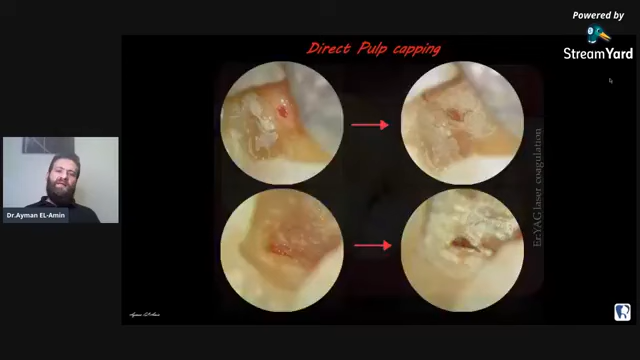 Powered by
StreamYard
Direct Pulp capping
Er:YAG laser coagulation
Dr.Ayman EL-Amin